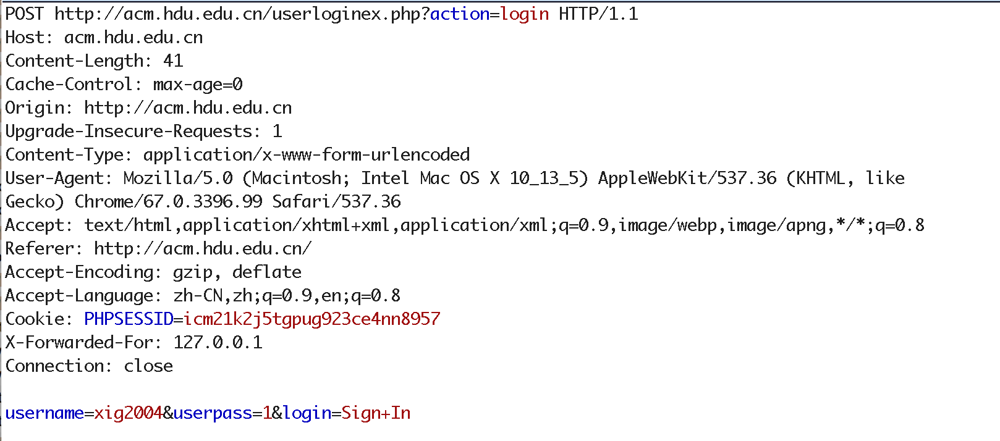 POST http://acm.hdu.edu.cn/userloginex.php?action=login HTTP/1.1
Host: acm.hdu.edu.cn
Content-Length: 41
Cache-Control: max-age=0
Origin: http://acm.hdu.edu.cn
Upgrade-Insecure-Requests: 1
Content-Type: application/x-www-form-urlencoded
User-Agent: Mozilla/5.0 (Macintosh; Intel Mac OS X 10_13_5) AppleWebKit/537.36 (KHTML, like
Gecko) Chrome/67.0.3396.99 Safari/537.36
Accept: text/html,application/xhtml+xml,application/xml;q=0.9,image/webp,image/apng,*/*;q=0.8
Referer: http://acm.hdu.edu.cn/
Accept-Encoding: gzip, deflate
Accept-Language: zh-CN,zh;q=0.9,en;q=0.8
Cookie: PHPSESSID=icm21k2j5tgpug923ce4nn8957
X-Forwarded-For: 127.0.0.1
Connection: close
username=xig2004&userpass=1&login=Sign+In